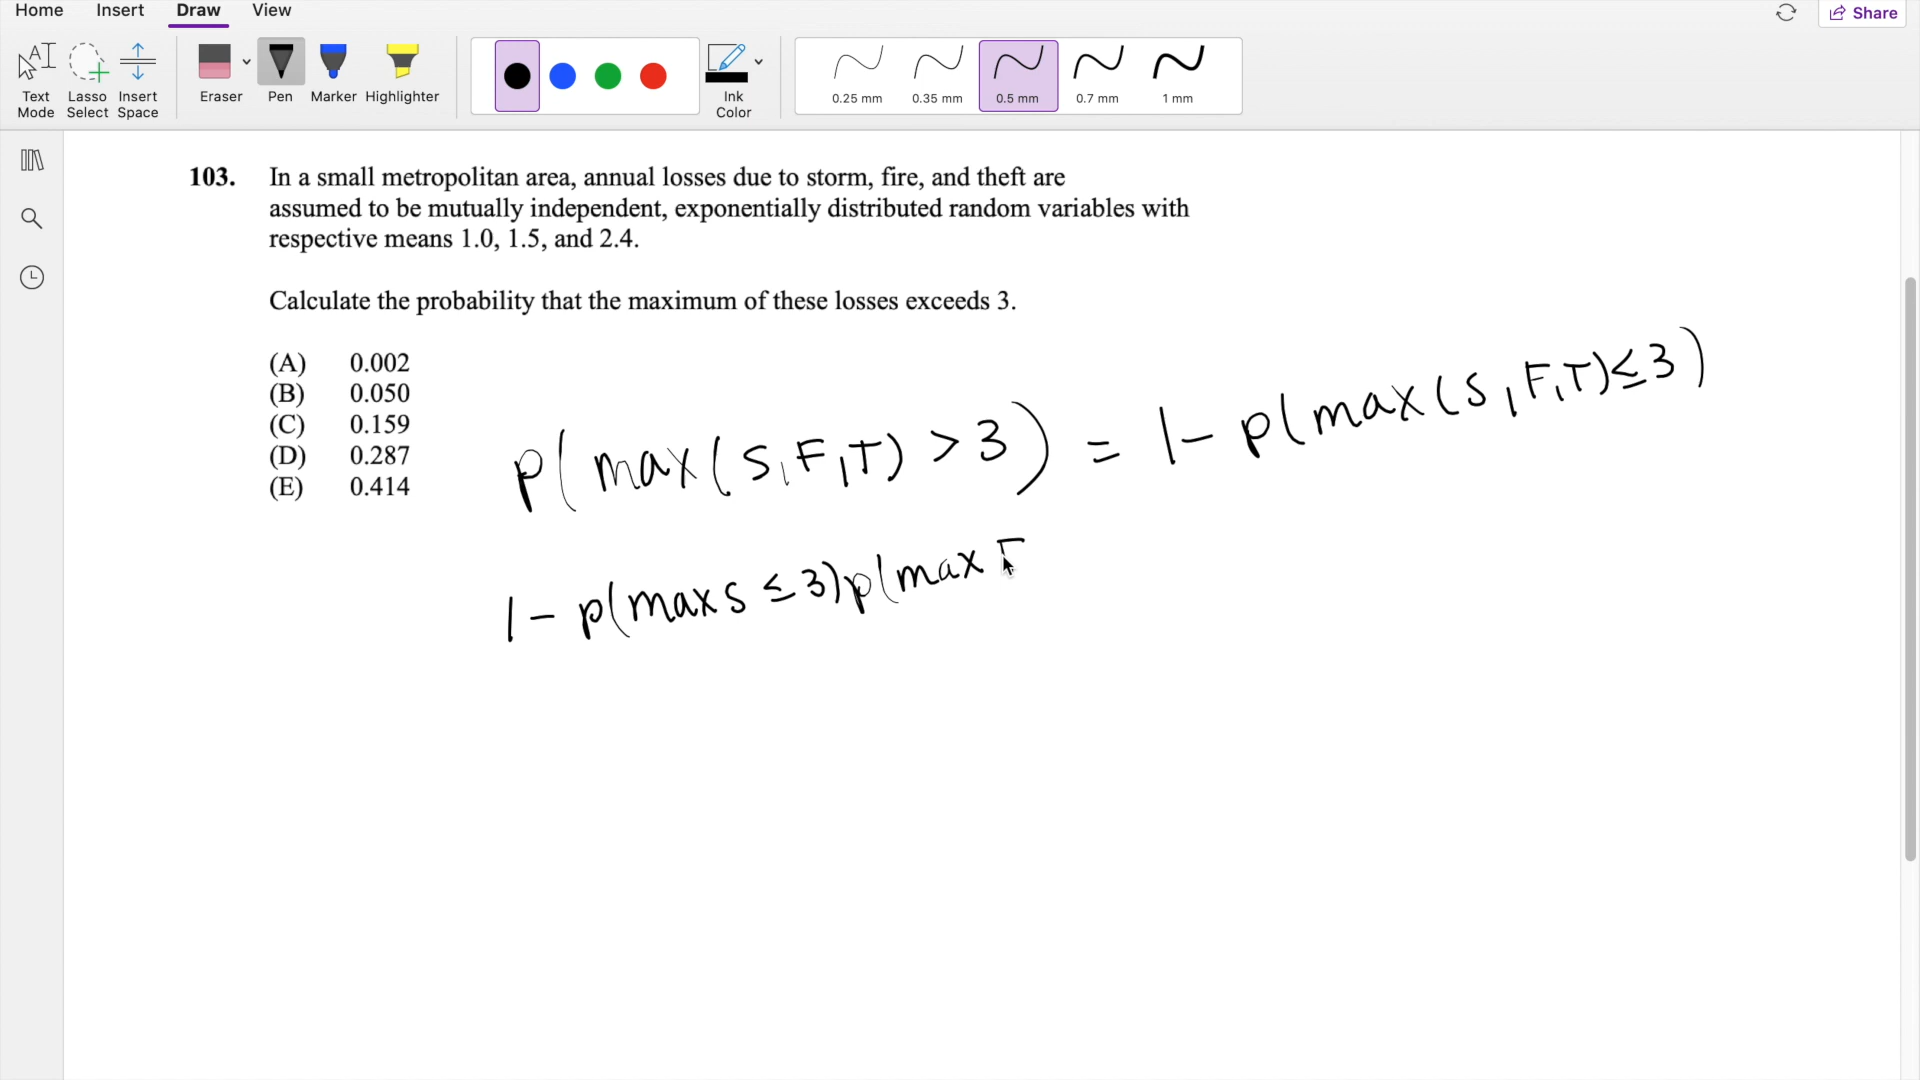 Home Insert Draw View Share
Text Mode Lasso Select Insert Space Eraser Pen Marker Highlighter Ink Color 0.25 mm 0.35 mm 0.5 mm 0.7 mm 1 mm
103. In a small metropolitan area, annual losses due to storm, fire, and theft are
assumed to be mutually independent, exponentially distributed random variables with
respective means 1.0, 1.5, and 2.4.
Calculate the probability that the maximum of these losses exceeds 3.
(A) 0.002
(B) 0.050
(C) 0.159
(D) 0.287
(E) 0.414
p(max(S,F,T) > 3) = 1 - p(max(S,F,T) ≤ 3)
1 - p(max S ≤ 3) p(max F